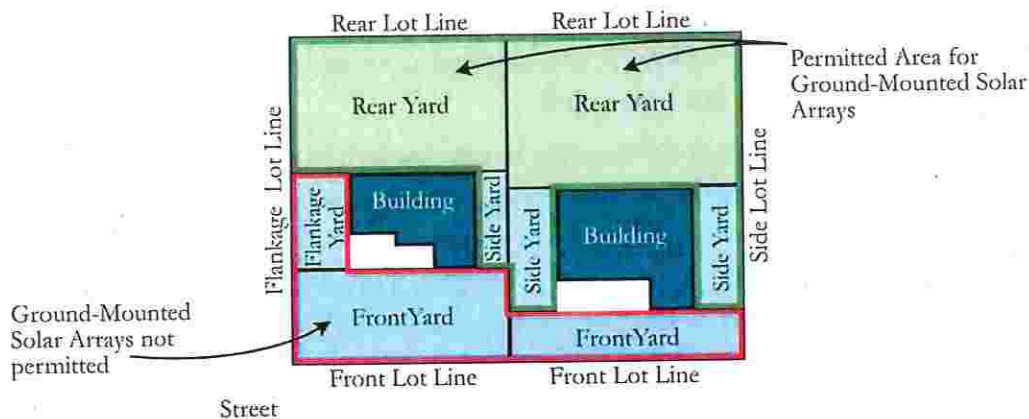 Rear Lot Line
Rear Lot Line
Permitted Area for
Ground-Mounted Solar
Arrays
Rear Yard
Rear Yard
Flankage Lot Line
Side Lot Line
Flankage
Yard
Building
Side Yard
Side Yard
Building
Side Yard
Ground-Mounted
Solar Arrays not
permitted
FrontYard
FrontYard
Front Lot Line
Front Lot Line
Street